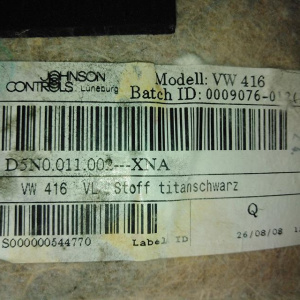 JOHNSON
CONTROLS Lüneburg
Modell: VW 416
Batch ID: 0009076-01
D5N0.011.002---XNA
VW 416 VL Stoff titanschwarz
Q
S000000544770
Label ID
26/08/08